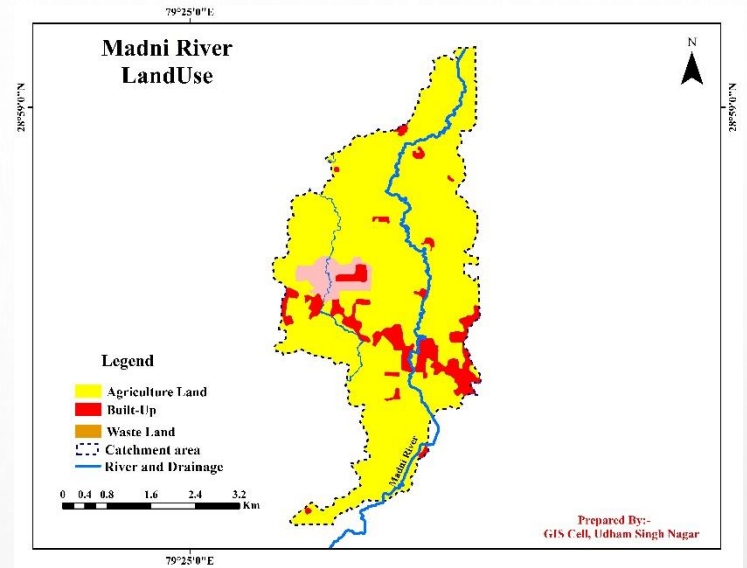 79°25'0"E
Madni River
LandUse
N
28°59'0"N
28°59'0"N
Legend
Agriculture Land
Built-Up
Waste Land
Catchment area
River and Drainage
0 0.4 0.8 1.6 2.4 3.2
Km
Madni River
Prepared By:-
GIS Cell, Udham Singh Nagar
79°25'0"E